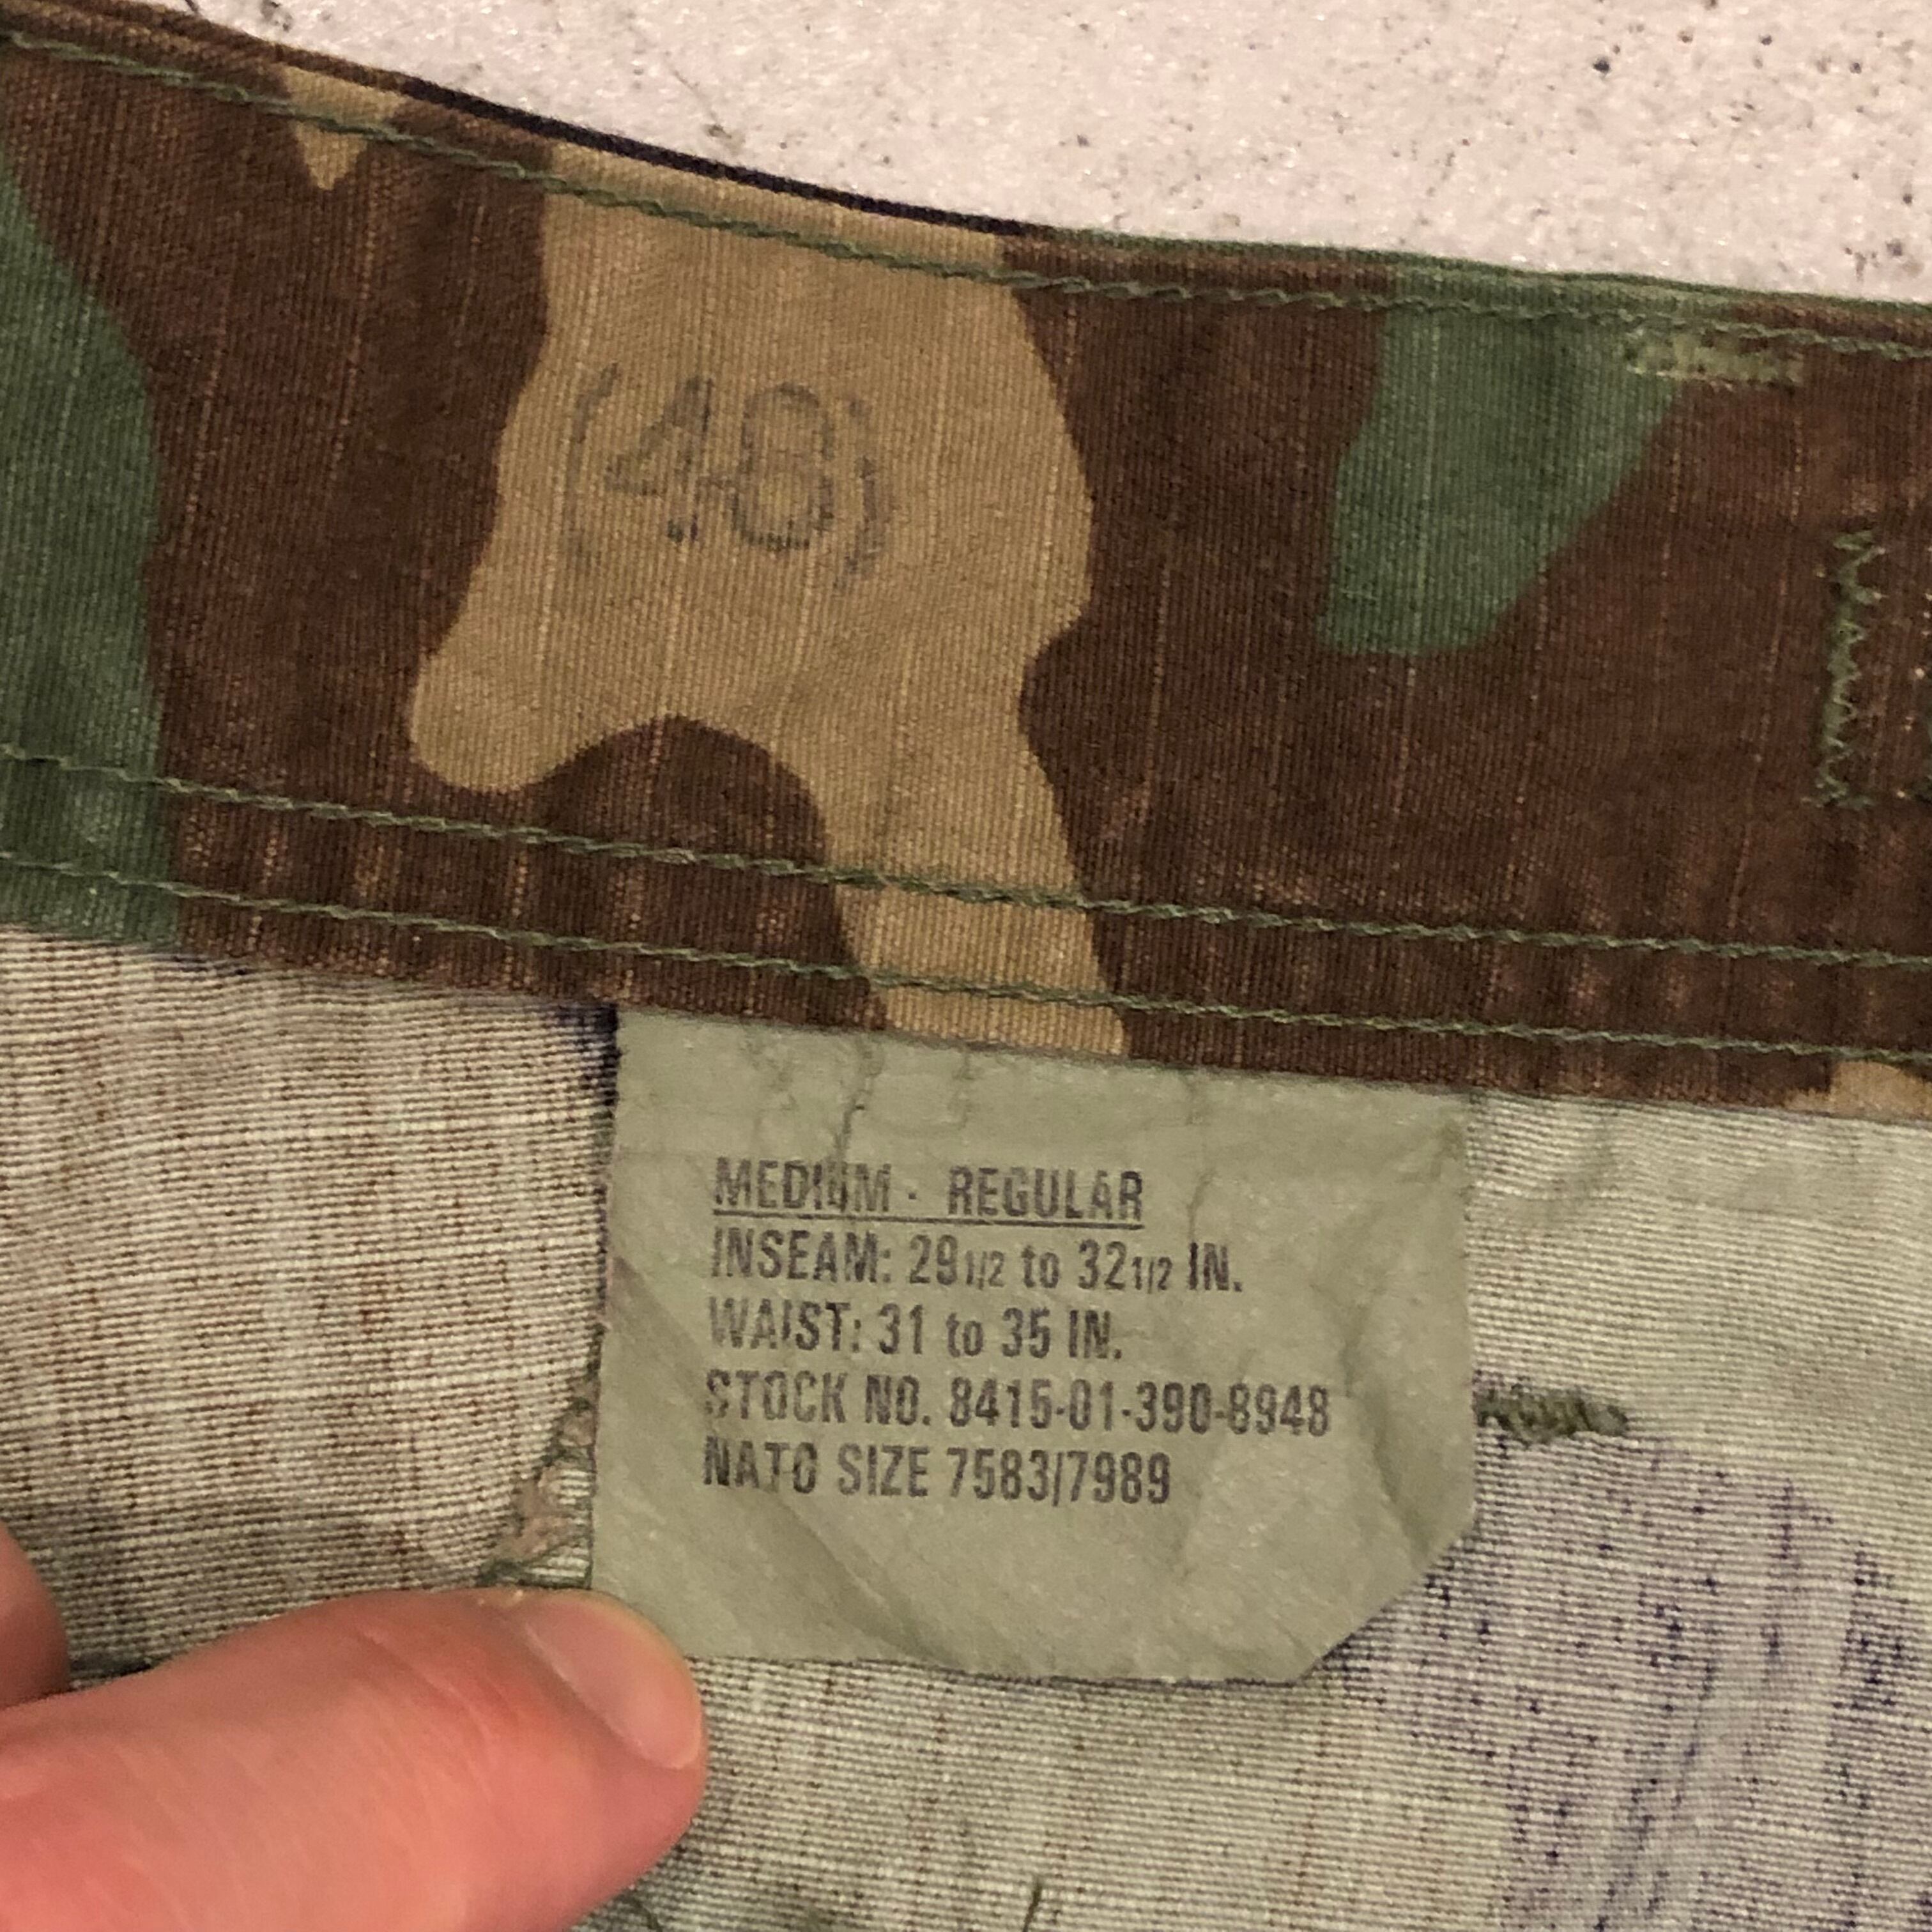 (48)
MEDIUM - REGULAR
INSEAM: 29 1/2 to 32 1/2 IN.
WAIST: 31 to 35 IN.
STOCK NO. 8415-01-390-8948
NATO SIZE 7583/7989